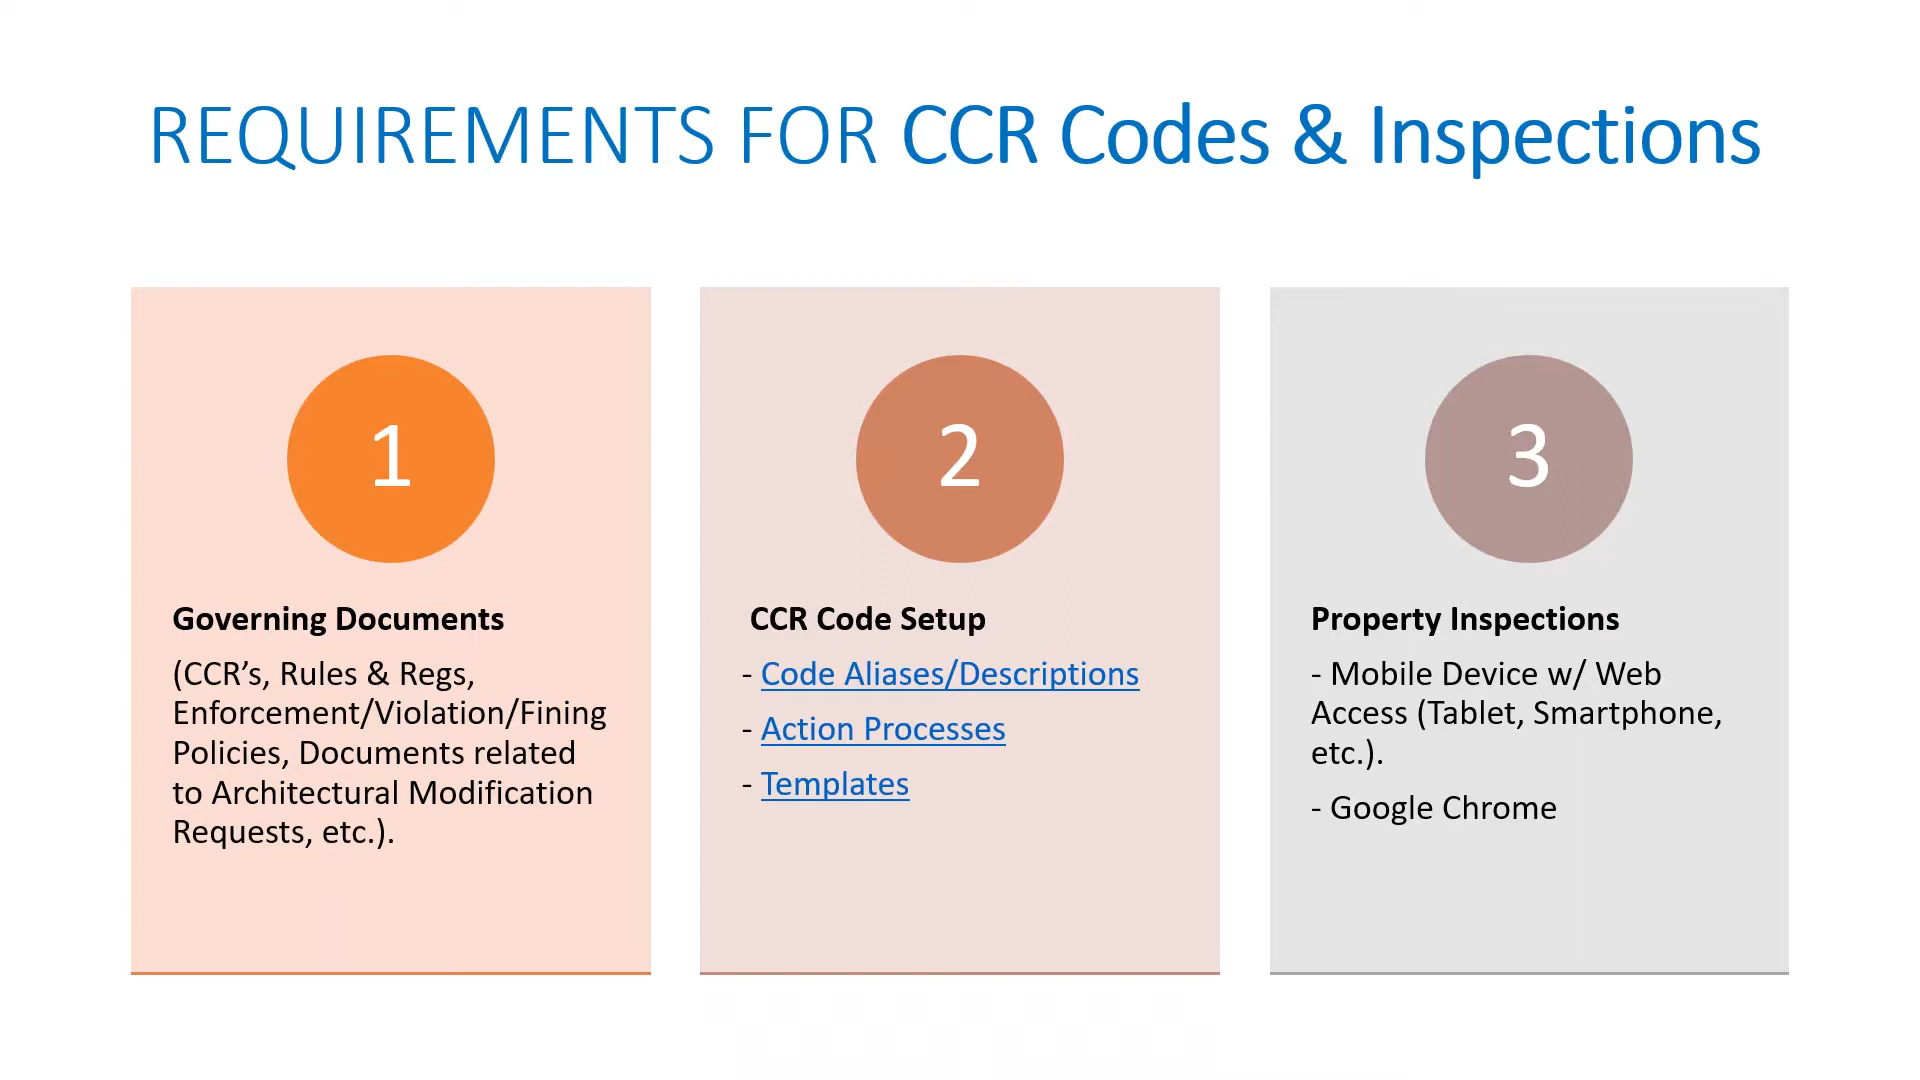 REQUIREMENTS FOR CCR Codes & Inspections
1
Governing Documents
(CCR’s, Rules & Regs,
Enforcement/Violation/Fining
Policies, Documents related
to Architectural Modification
Requests, etc.).
2
CCR Code Setup
- Code Aliases/Descriptions
- Action Processes
- Templates
3
Property Inspections
- Mobile Device w/ Web
Access (Tablet, Smartphone,
etc.).
- Google Chrome